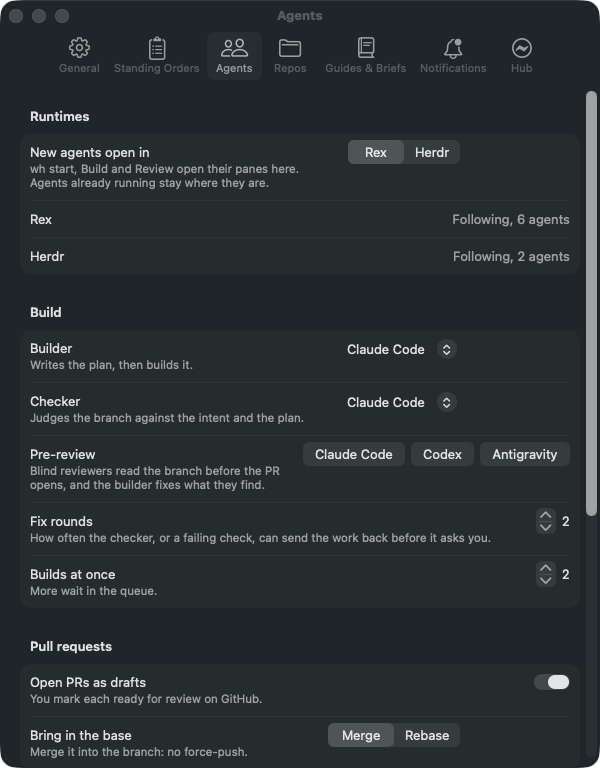 Agents
General
Standing Orders
Agents
Repos
Guides & Briefs
Notifications
Hub
Runtimes
New agents open in
Rex
Herdr
wh start, Build and Review open their panes here.
Agents already running stay where they are.
Rex
Following, 6 agents
Herdr
Following, 2 agents
Build
Builder
Claude Code
Writes the plan, then builds it.
Checker
Claude Code
Judges the branch against the intent and the plan.
Pre-review
Claude Code
Codex
Antigravity
Blind reviewers read the branch before the PR
opens, and the builder fixes what they find.
Fix rounds
2
How often the checker, or a failing check, can send the work back before it asks you.
Builds at once
2
More wait in the queue.
Pull requests
Open PRs as drafts
You mark each ready for review on GitHub.
Bring in the base
Merge
Rebase
Merge it into the branch: no force-push.